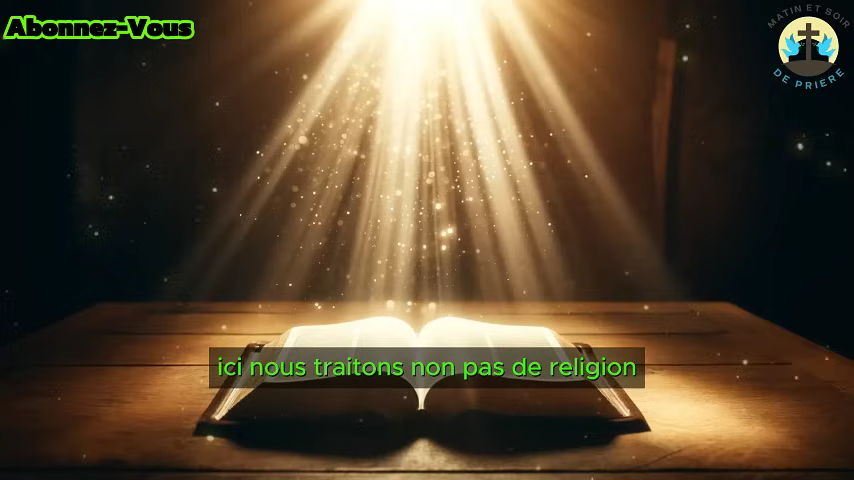 Abonnez-Vous
MATIN ET SOIR
DE PRIERE
ici nous traitons non pas de religion